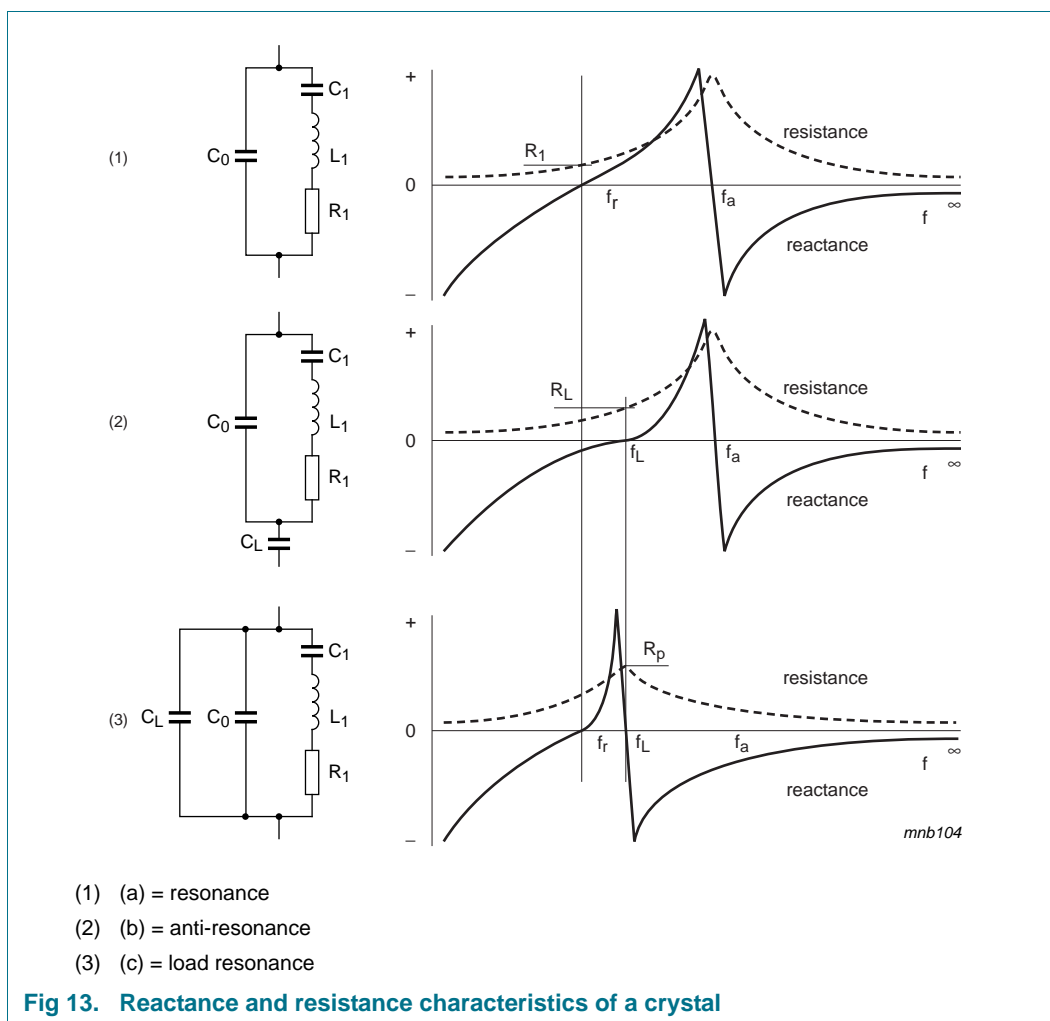 (1)
C0
C1
L1
R1
+
0
−
R1
fr
fa
f
∞
resistance
reactance
(2)
C0
C1
L1
R1
CL
+
0
−
RL
fL
fa
f
∞
resistance
reactance
(3)
CL
C0
C1
L1
R1
+
0
−
Rp
fr
fL
fa
f
∞
resistance
reactance
mnb104
(1) (a) = resonance
(2) (b) = anti-resonance
(3) (c) = load resonance
Fig 13. Reactance and resistance characteristics of a crystal